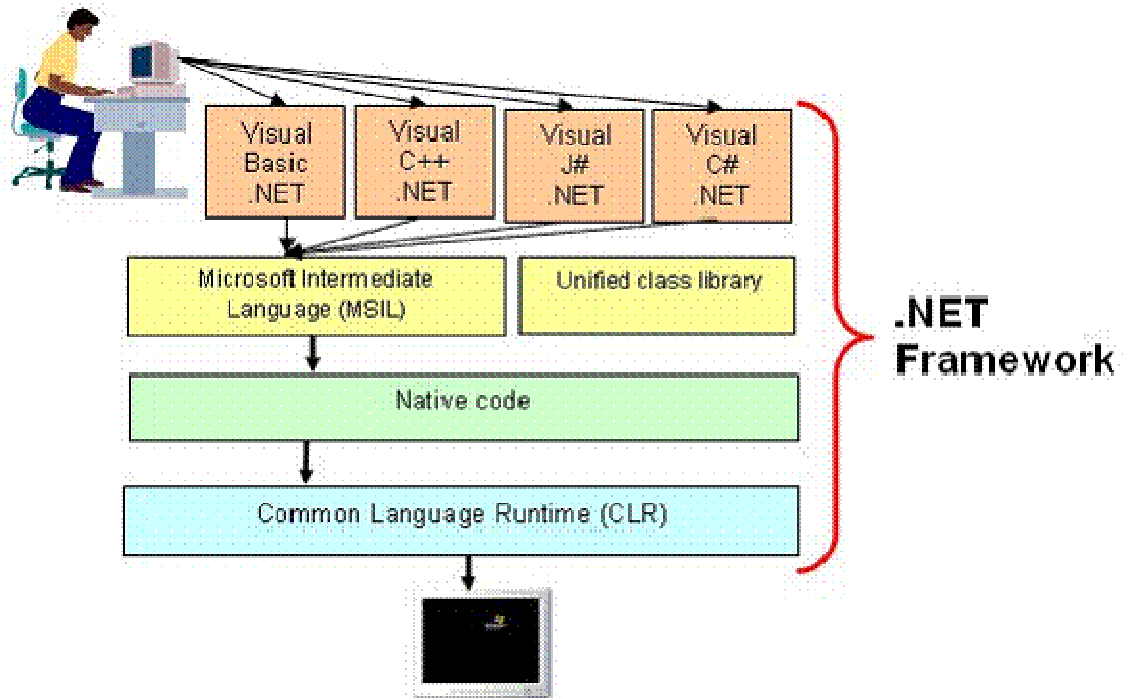 Visual
Basic
.NET
Visual
C++
.NET
Visual
J#
.NET
Visual
C#
.NET
Microsoft Intermediate
Language (MSIL)
Unified class library
.NET
Framework
Native code
Common Language Runtime (CLR)